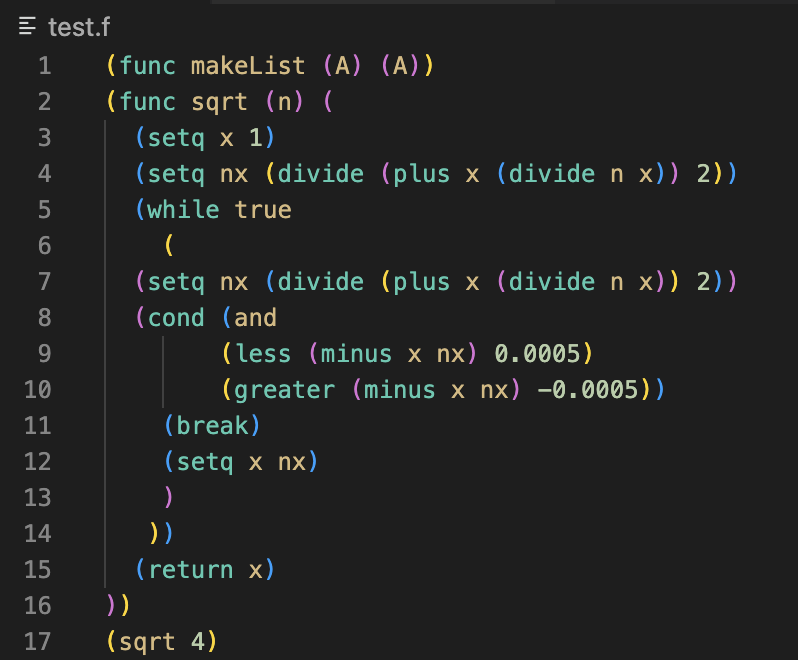 test.f
1 (func makeList (A) (A))
2 (func sqrt (n) (
3 (setq x 1)
4 (setq nx (divide (plus x (divide n x)) 2))
5 (while true
6 (
7 (setq nx (divide (plus x (divide n x)) 2))
8 (cond (and
9 (less (minus x nx) 0.0005)
10 (greater (minus x nx) -0.0005))
11 (break)
12 (setq x nx)
13 )
14 ))
15 (return x)
16 ))
17 (sqrt 4)